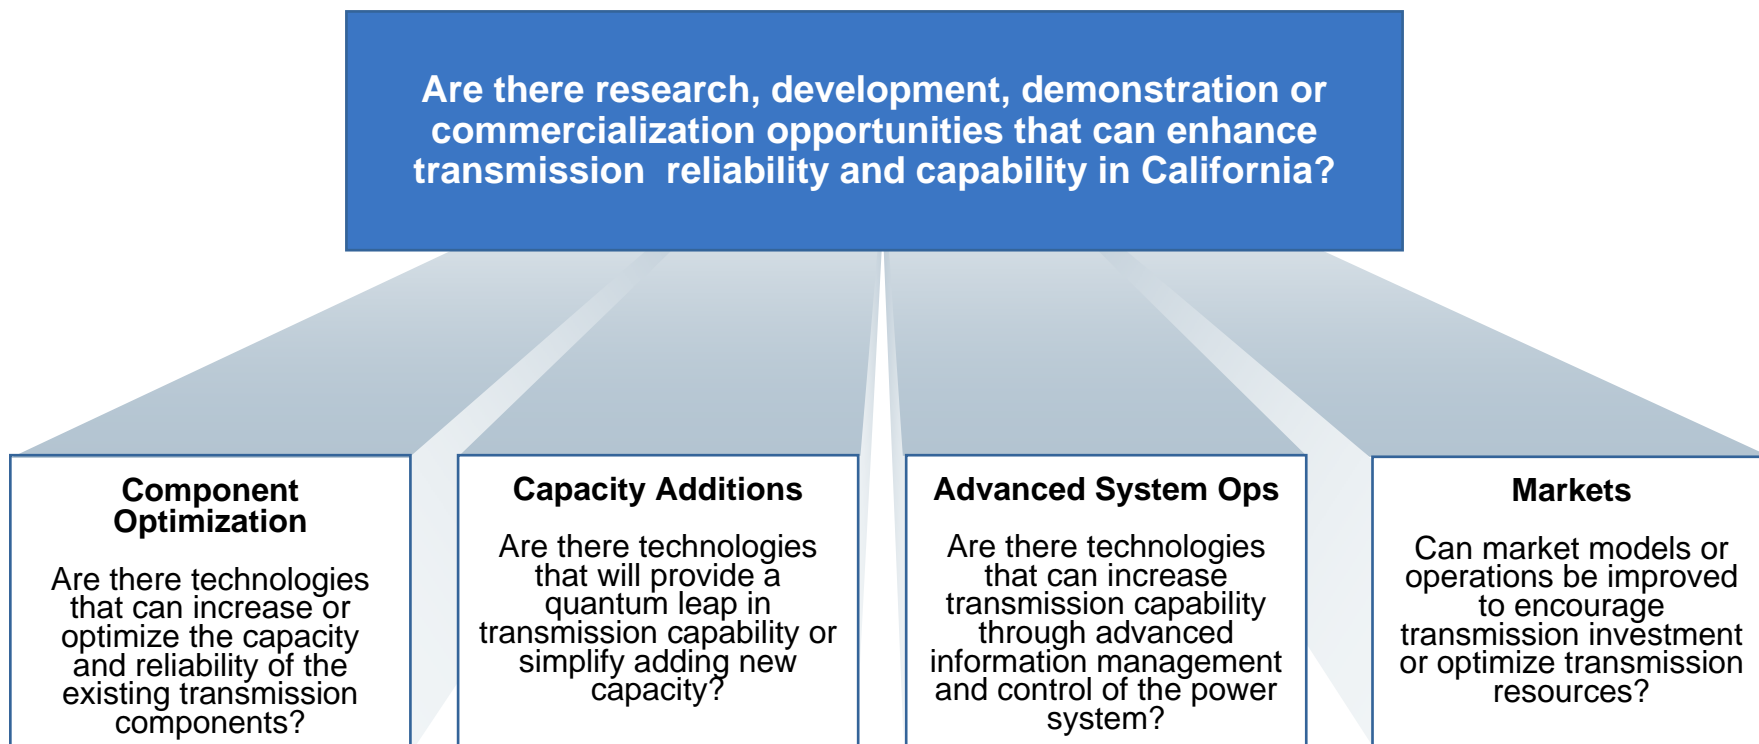 Are there research, development, demonstration or
commercialization opportunities that can enhance
transmission  reliability and capability in California?
Component
Optimization
Are there technologies
that can increase or
optimize the capacity
and reliability of the
existing transmission
components?
Capacity Additions
Are there technologies
that will provide a
quantum leap in
transmission capability or
simplify adding new
capacity?
Advanced System Ops
Are there technologies
that can increase
transmission capability
through advanced
information management
and control of the power
system?
Markets
Can market models or
operations be improved
to encourage
transmission investment
or optimize transmission
resources?